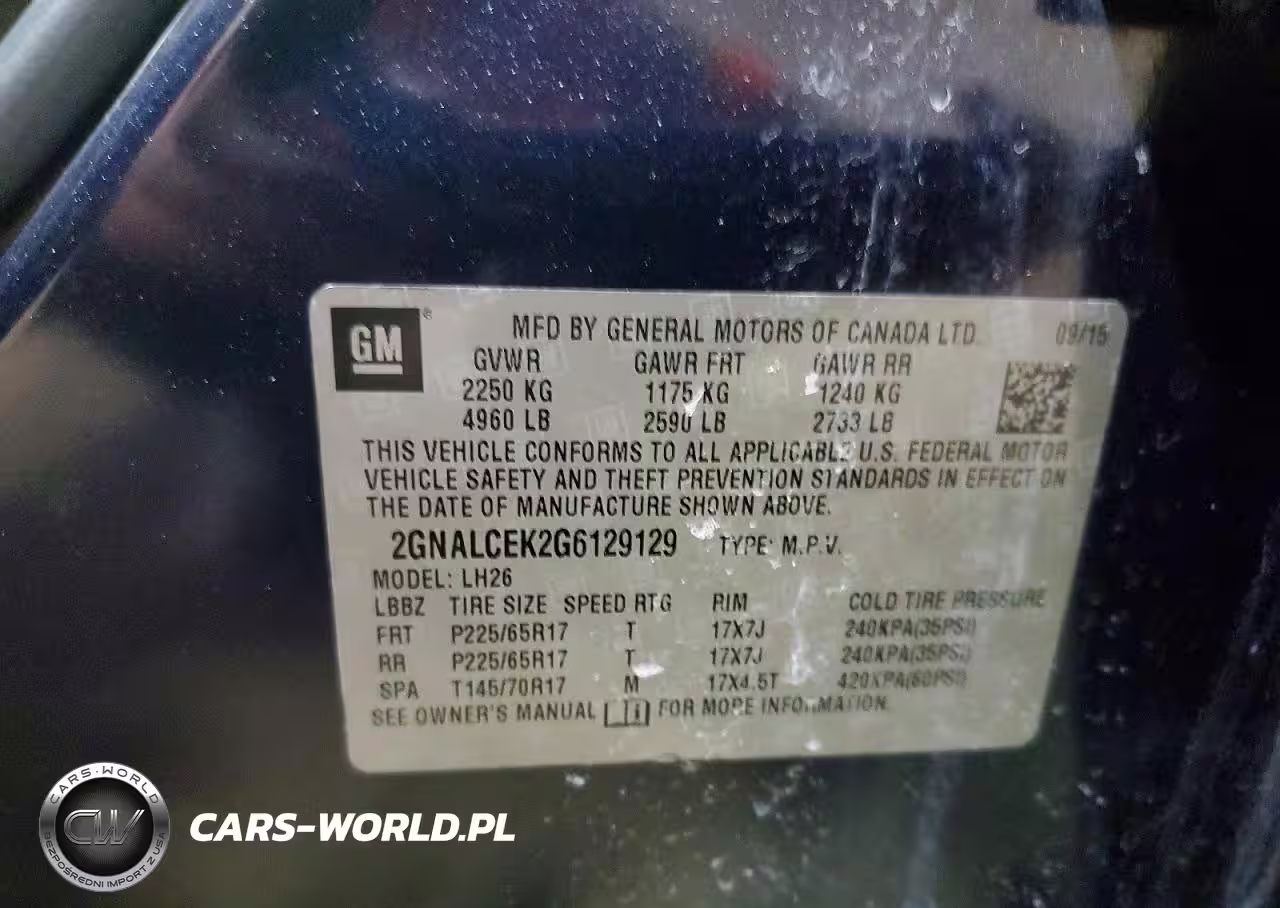 GM ®
MFD BY GENERAL MOTORS OF CANADA LTD. 09/15
GVWR GAWR FRT GAWR RR
2250 KG 1175 KG 1240 KG
4960 LB 2590 LB 2733 LB
THIS VEHICLE CONFORMS TO ALL APPLICABLE U.S. FEDERAL MOTOR
VEHICLE SAFETY AND THEFT PREVENTION STANDARDS IN EFFECT ON
THE DATE OF MANUFACTURE SHOWN ABOVE.
2GNALCEK2G6129129 TYPE: M.P.V.
MODEL: LH26
LBBZ TIRE SIZE SPEED RTG RIM COLD TIRE PRESSURE
FRT P225/65R17 T 17X7J 240KPA(35PSI)
RR P225/65R17 T 17X7J 240KPA(35PSI)
SPA T145/70R17 M 17X4.5T 420KPA(60PSI)
SEE OWNER'S MANUAL FOR MORE INFORMATION.
CARS-WORLD
CW
BEZPOŚREDNI IMPORT Z USA
CARS-WORLD.PL